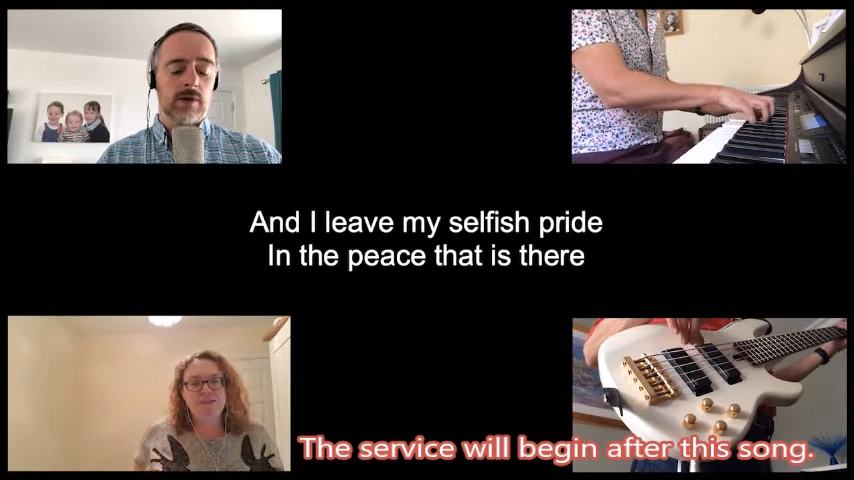 And I leave my selfish pride
In the peace that is there
The service will begin after this song.